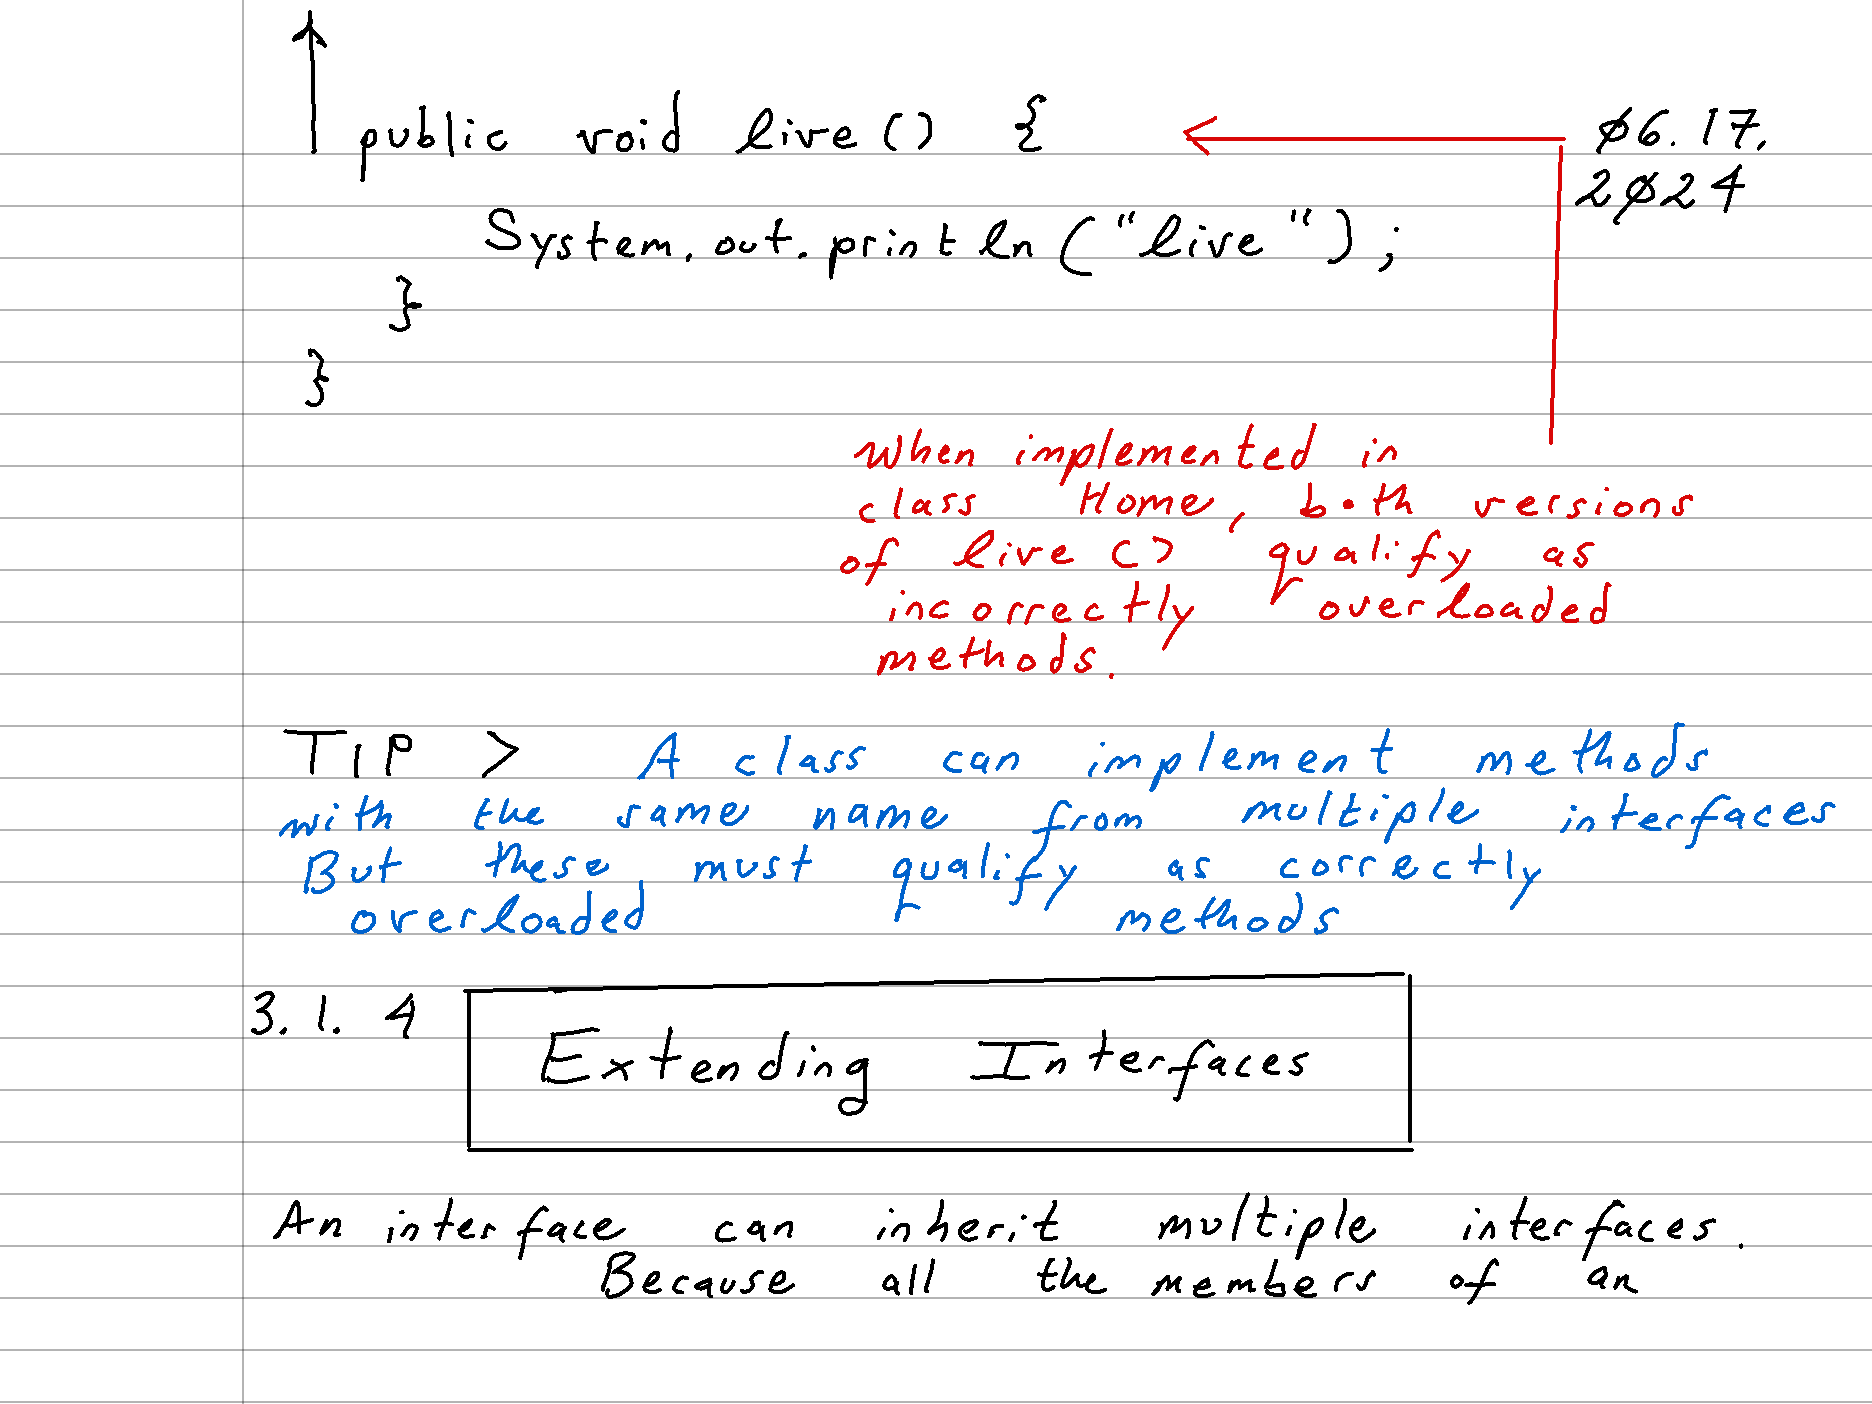 public void live() {
ø6.17.
2ø24
System.out.println("live");
}
}
When implemented in
class Home, both versions
of live() qualify as
incorrectly overloaded
methods.
TIP > A class can implement methods
with the same name from multiple interfaces
But these must qualify as correctly
overloaded methods
3.1.4 Extending Interfaces
An interface can inherit multiple interfaces.
Because all the members of an